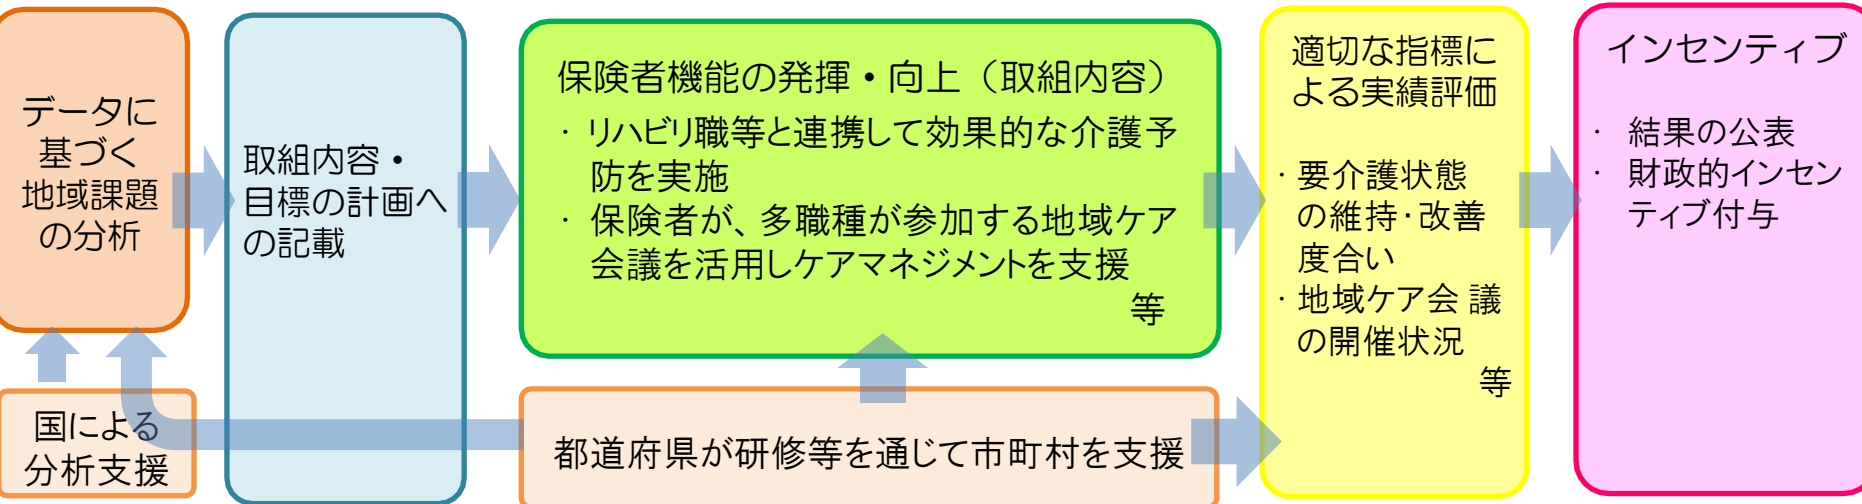 データに
基づく
地域課題
の分析
国による
分析支援
取組内容・
目標の計画へ
の記載
保険者機能の発揮・向上（取組内容）
・リハビリ職等と連携して効果的な介護予
防を実施
・保険者が、多職種が参加する地域ケア
会議を活用しケアマネジメントを支援
等
都道府県が研修等を通じて市町村を支援
適切な指標に
よる実績評価
・要介護状態
の維持・改善
度合い
・地域ケア会 議
の開催状況
等
インセンティブ
・ 結果の公表
・ 財政的インセン
ティブ付与